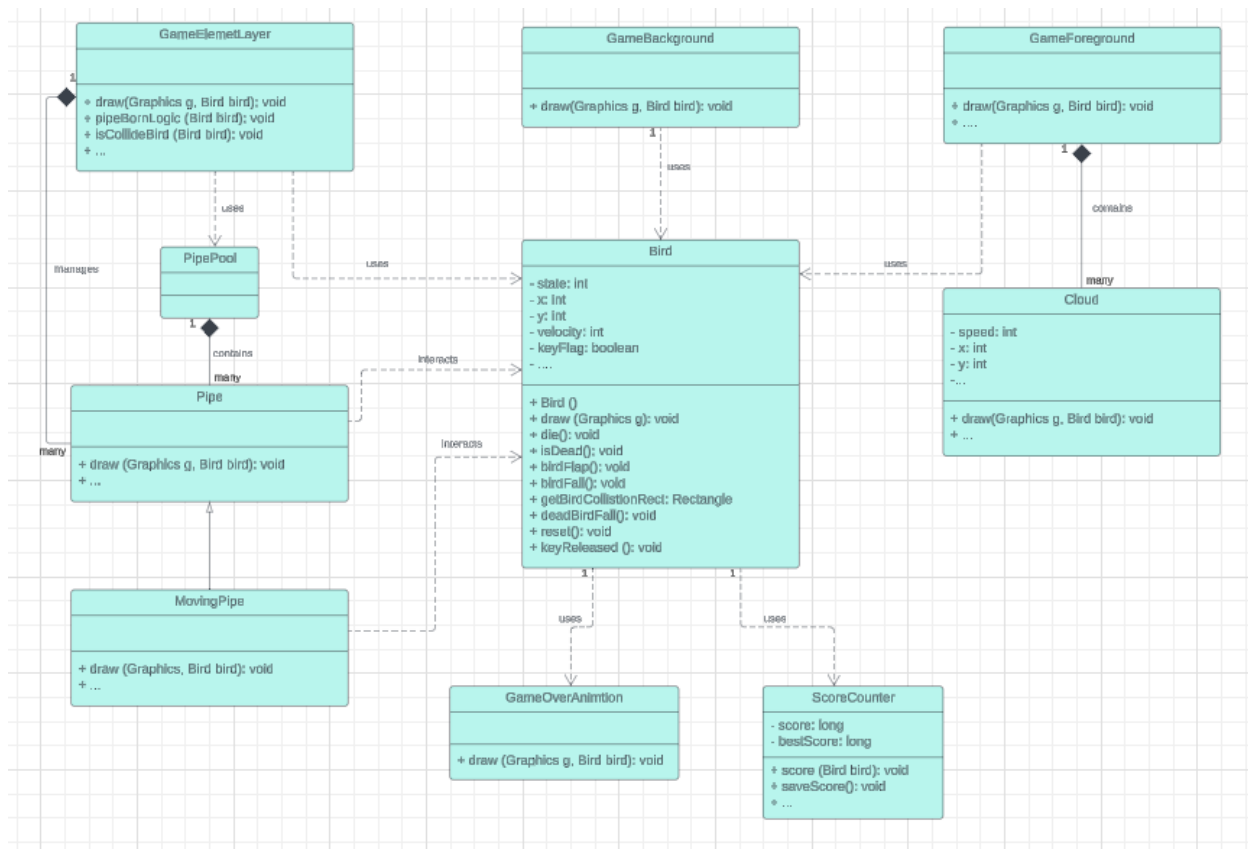 GameElemetLayer
+ draw(Graphics g, Bird bird): void
+ pipeBornLogic (Bird bird): void
+ isCollideBird (Bird bird): void
+ ...
1
GameBackground
+ draw(Graphics g, Bird bird): void
1
uses
GameForeground
+ draw(Graphics g, Bird bird): void
+ ....
1
contains
many
uses
uses
uses
manages
many
PipePool
1
contains
many
Pipe
+ draw (Graphics g, Bird bird): void
+ ...
interacts
interacts
MovingPipe
+ draw (Graphics, Bird bird): void
+ ...
Bird
- state: int
- x: int
- y: int
- velocity: int
- keyFlag: boolean
- ....
+ Bird ()
+ draw (Graphics g): void
+ die(): void
+ isDead(): void
+ birdFlap(): void
+ birdFall(): void
+ getBirdCollistionRect: Rectangle
+ deadBirdFall(): void
+ reset(): void
+ keyReleased (): void
1
1
uses
uses
Cloud
- speed: int
- x: int
- y: int
-...
+ draw(Graphics g, Bird bird): void
+ ...
GameOverAnimtion
+ draw (Graphics g, Bird bird): void
ScoreCounter
- score: long
- bestScore: long
+ score (Bird bird): void
+ saveScore(): void
+ ...